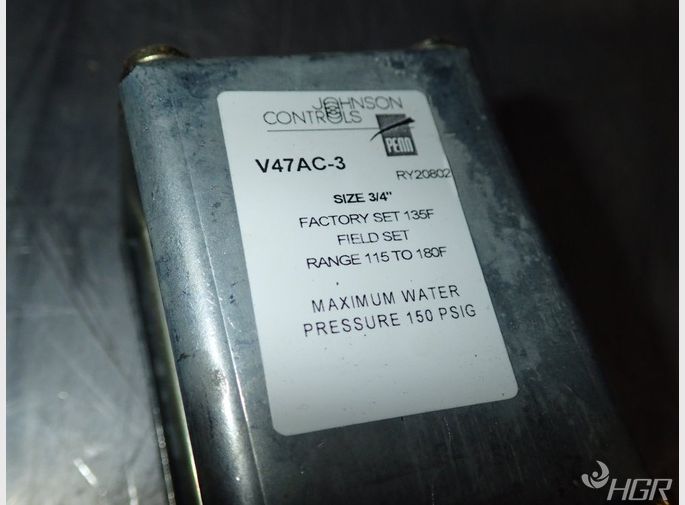 JOHNSON
CONTROLS
PENN
V47AC-3
RY20802
SIZE 3/4"
FACTORY SET 135F
FIELD SET
RANGE 115 TO 180F
MAXIMUM WATER
PRESSURE 150 PSIG
HGR